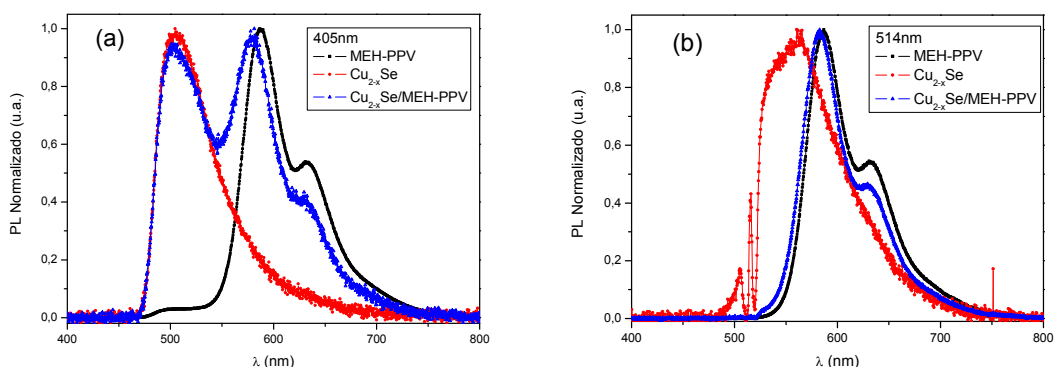 (a)
405nm
MEH-PPV
Cu2-xSe
Cu2-xSe/MEH-PPV
PL Normalizado (u.a.)
1,0
0,8
0,6
0,4
0,2
0,0
400 500 600 700 800
λ (nm)
(b)
514nm
MEH-PPV
Cu2-xSe
Cu2-xSe/MEH-PPV
PL Normalizado (u.a.)
1,0
0,8
0,6
0,4
0,2
0,0
400 500 600 700 800
λ (nm)